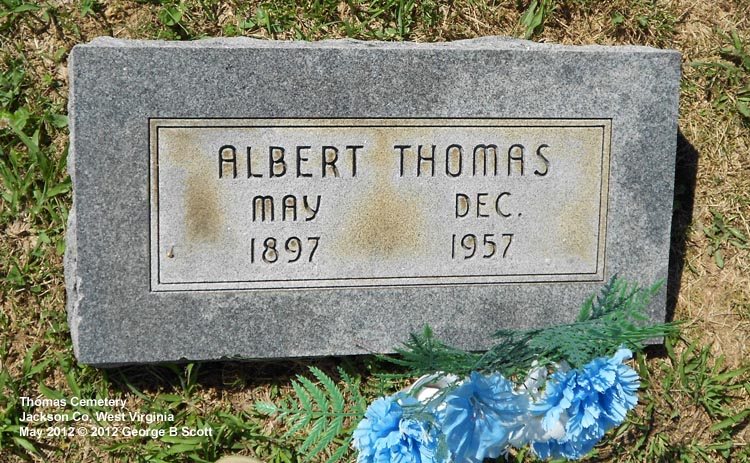 ALBERT THOMAS
MAY DEC.
1897 1957
Thomas Cemetery
Jackson Co, West Virginia
May 2012 © 2012 George B.Scott